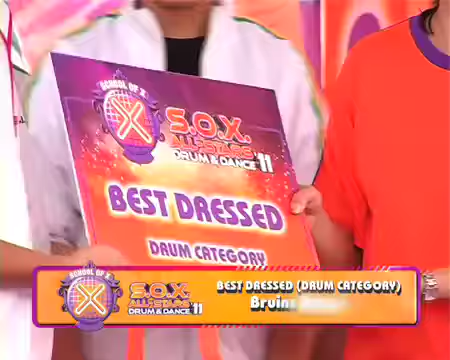 SCHOOL OF X
X
S.O.X.
ALL-STARS
DRUM & DANCE '11
BEST DRESSED
DRUM CATEGORY
SCHOOL OF X
X
S.O.X.
ALL-STARS
DRUM & DANCE '11
BEST DRESSED (DRUM CATEGORY)